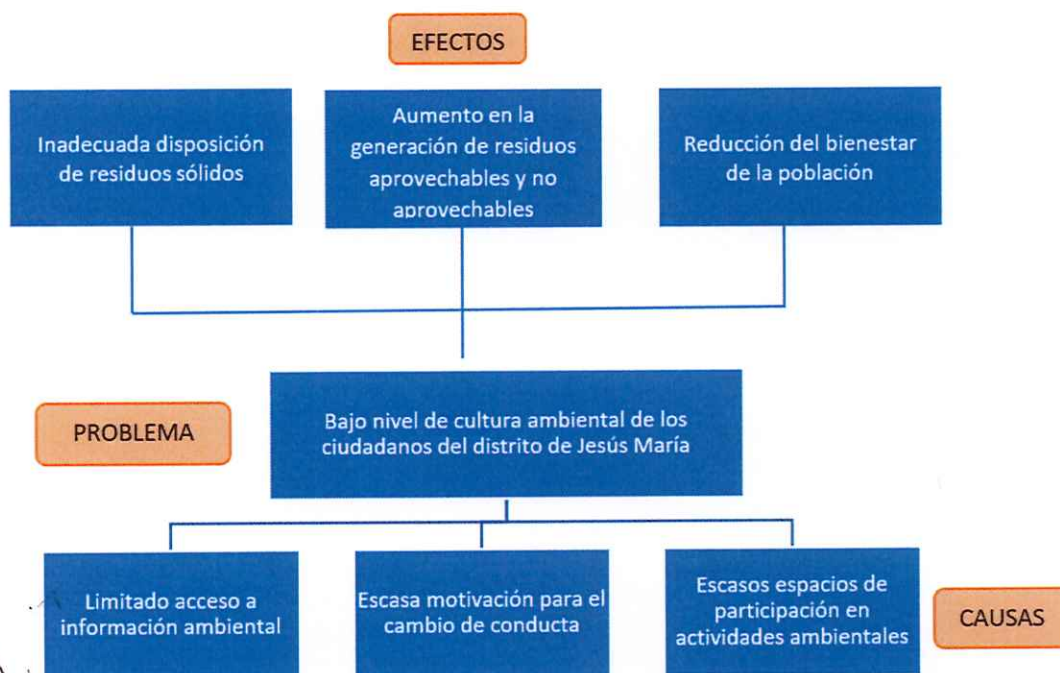 EFECTOS
Inadecuada disposición
de residuos sólidos
Aumento en la
generación de residuos
aprovechables y no
aprovechables
Reducción del bienestar
de la población
PROBLEMA
Bajo nivel de cultura ambiental de los
ciudadanos del distrito de Jesús María
Limitado acceso a
información ambiental
Escasa motivación para el
cambio de conducta
Escasos espacios de
participación en
actividades ambientales
CAUSAS